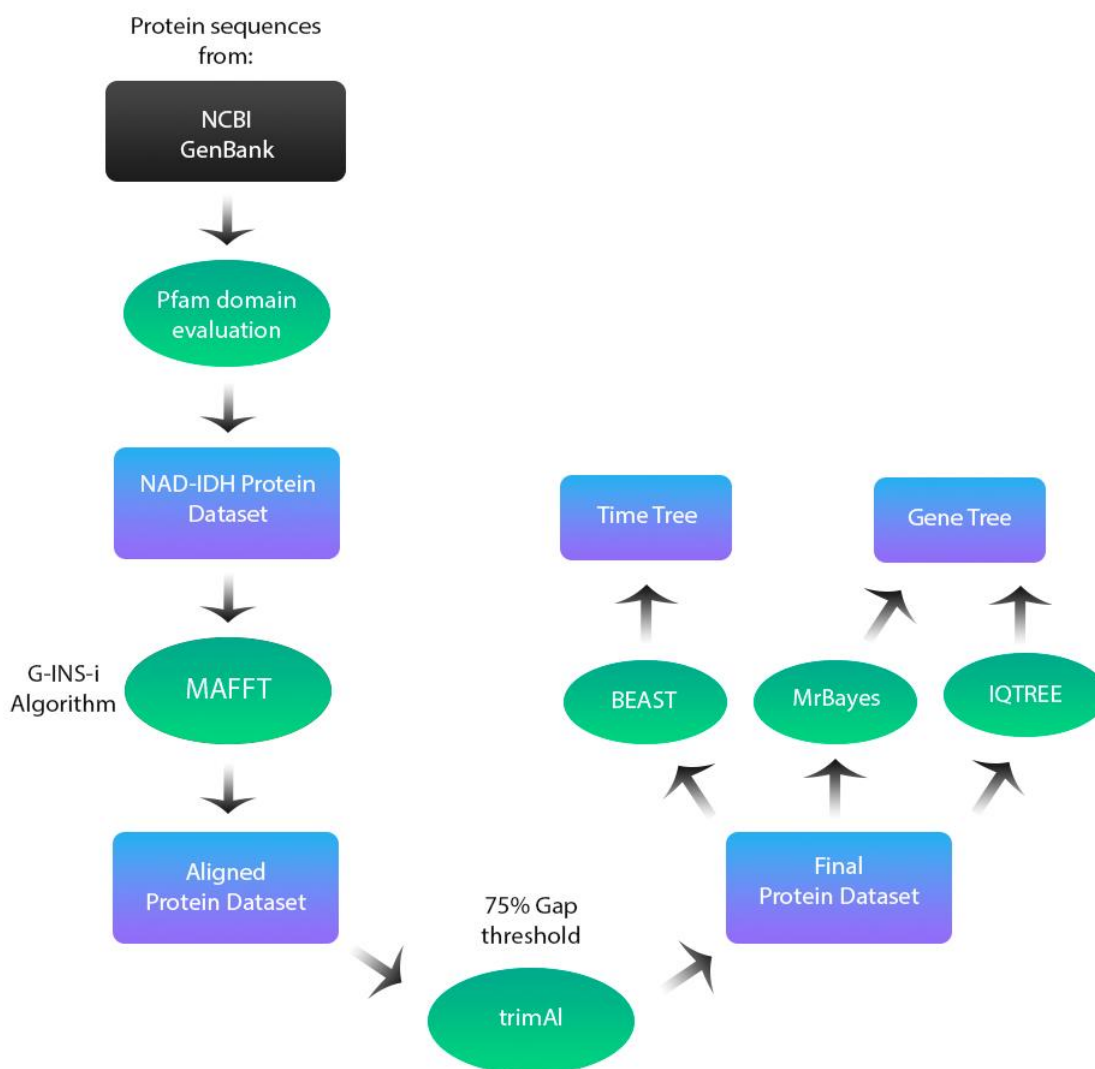 Protein sequences
from:
NCBI
GenBank
Pfam domain
evaluation
NAD-IDH Protein
Dataset
G-INS-i
Algorithm
MAFFT
Aligned
Protein Dataset
75% Gap
threshold
trimAl
Final
Protein Dataset
BEAST
MrBayes
IQTREE
Time Tree
Gene Tree